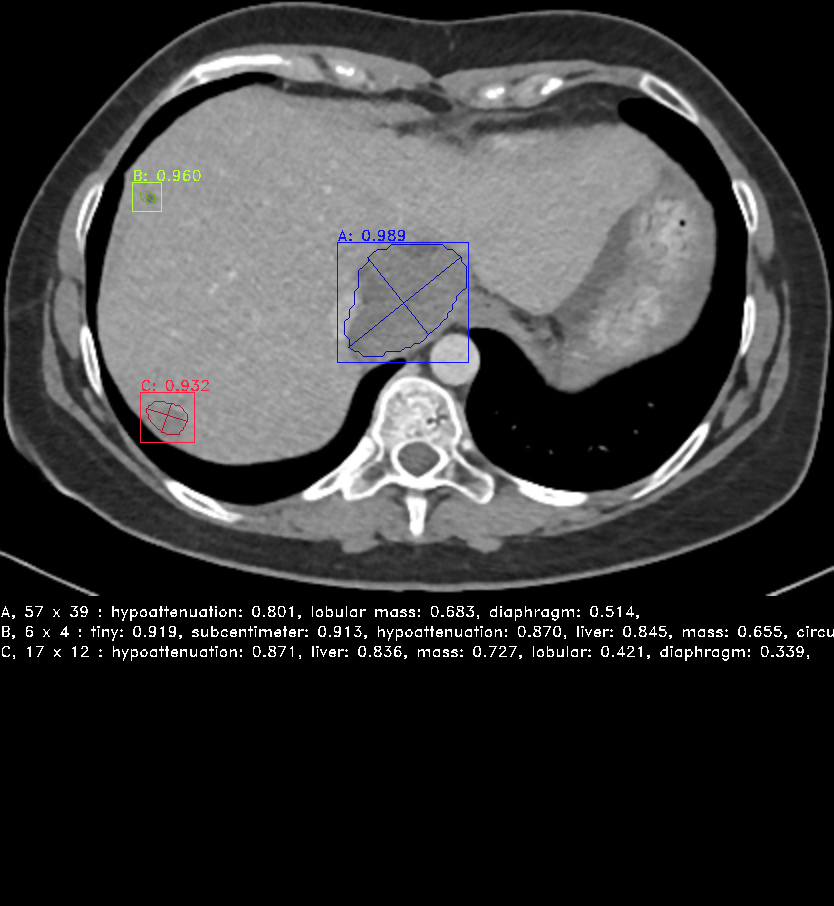 B: 0.960
A: 0.989
C: 0.932
A, 57 x 39 : hypoattenuation: 0.801, lobular mass: 0.683, diaphragm: 0.514,
B, 6 x 4 : tiny: 0.919, subcentimeter: 0.913, hypoattenuation: 0.870, liver: 0.845, mass: 0.655, circu
C, 17 x 12 : hypoattenuation: 0.871, liver: 0.836, mass: 0.727, lobular: 0.421, diaphragm: 0.339,